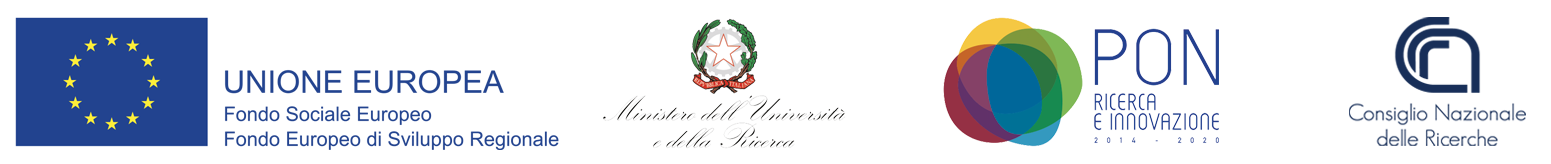 UNIONE EUROPEA
Fondo Sociale Europeo
Fondo Europeo di Sviluppo Regionale
Ministero dell'Università
e della Ricerca
PON
RICERCA
E INNOVAZIONE
2014 - 2020
Consiglio Nazionale
delle Ricerche